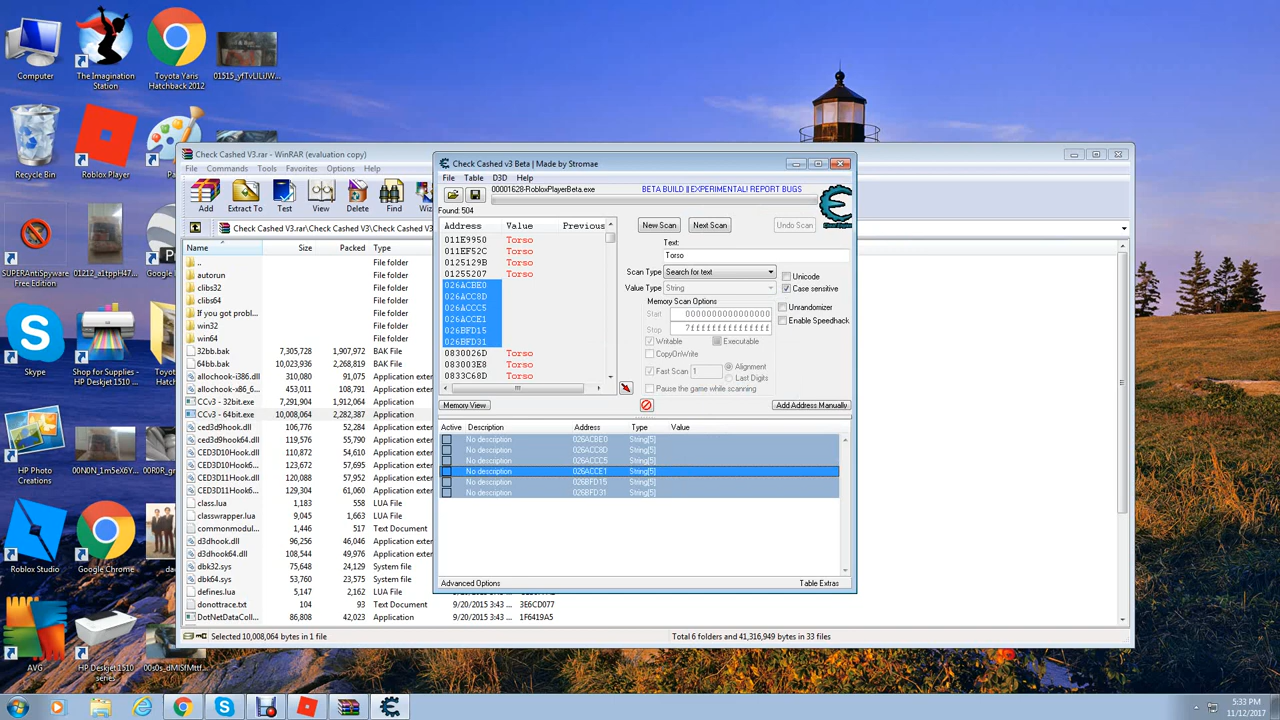 Computer
The Imagination Station
Toyota Yaris Hatchback 2012
01515_yfTvLILiJW...
Recycle Bin
Roblox Player
SUPERAntiSpyware Free Edition
01212_a1tppH47...
Skype
Shop for Supplies - HP Deskjet 1510 ...
HP Photo Creations
00N0N_1m5eX6Y...
Roblox Studio
Google Chrome
AVG
HP Deskjet 1510 series
Check Cashed V3.rar - WinRAR (evaluation copy)
File Commands Tools Favorites Options Help
Add Extract To Test View Delete Find
Check Cashed V3.rar\Check Cashed V3\Check Cashed V3
Name Size Packed Type
..
File folder
autorun File folder
clibs32 File folder
clibs64 File folder
If you got probl... File folder
win32 File folder
win64 File folder
32bb.bak 7,305,728 1,907,972 BAK File
64bb.bak 10,023,936 2,268,819 BAK File
allochook-i386.dll 310,080 91,075 Application exter
allochook-x86_6... 453,011 108,791 Application exter
CCv3 - 32bit.exe 7,291,904 1,912,064 Application
CCv3 - 64bit.exe 10,008,064 2,282,387 Application
ced3d9hook.dll 106,776 52,284 Application exter
ced3d10hook.dll 119,576 55,790 Application exter
CED3D10Hook.dll 110,872 54,610 Application exter
CED3D10Hook6... 123,672 57,695 Application exter
CED3D11Hook.dll 120,088 57,488 Application exter
CED3D11Hook6... 129,304 61,060 Application exter
class.lua 1,183 558 LUA File
classwrapper.lua 9,045 1,663 LUA File
commonmodul... 1,446 517 Text Document
d3dhook.dll 96,256 46,046 Application exter
d3dhook64.dll 108,544 49,976 Application exter
dbk32.sys 75,648 24,129 System file
dbk64.sys 53,760 23,575 System file
defines.lua 5,147 2,162 LUA File
donottrace.txt 104 93 Text Document 9/20/2015 3:43 ... 3E6CD077
DotNetDataColl... 86,808 42,023 Application 9/20/2015 3:43 ... 1F6419A5
Selected 10,008,064 bytes in 1 file
Total 6 folders and 41,316,949 bytes in 33 files
Check Cashed v3 Beta | Made by Stromae
File Table D3D Help
00001628-RobloxPlayerBeta.exe
BETA BUILD || EXPERIMENTAL! REPORT BUGS
Found: 504
Address Value Previous
011E9950 Torso
011EF52C Torso
0125129B Torso
01255207 Torso
026ACBE0
026ACC8D
026ACCC5
026ACCE1
026BFD15
026BFD31
0830026D Torso
083003E8 Torso
0833C68D Torso
New Scan Next Scan Undo Scan
Text:
Torso
Scan Type Search for text
Value Type String
Unicode
Case sensitive
Memory Scan Options
Start 0000000000000000
Stop 7fffffffffffffff
Writable Executable
CopyOnWrite
Fast Scan 1 Alignment
Last Digits
Pause the game while scanning
Unrandomizer
Enable Speedhack
Memory View
Add Address Manually
Active Description Address Type Value
No description 026ACBE0 String[5]
No description 026ACC8D String[5]
No description 026ACCC5 String[5]
No description 026ACCE1 String[5]
No description 026BFD15 String[5]
No description 026BFD31 String[5]
Advanced Options
Table Extras
5:33 PM
11/12/2017